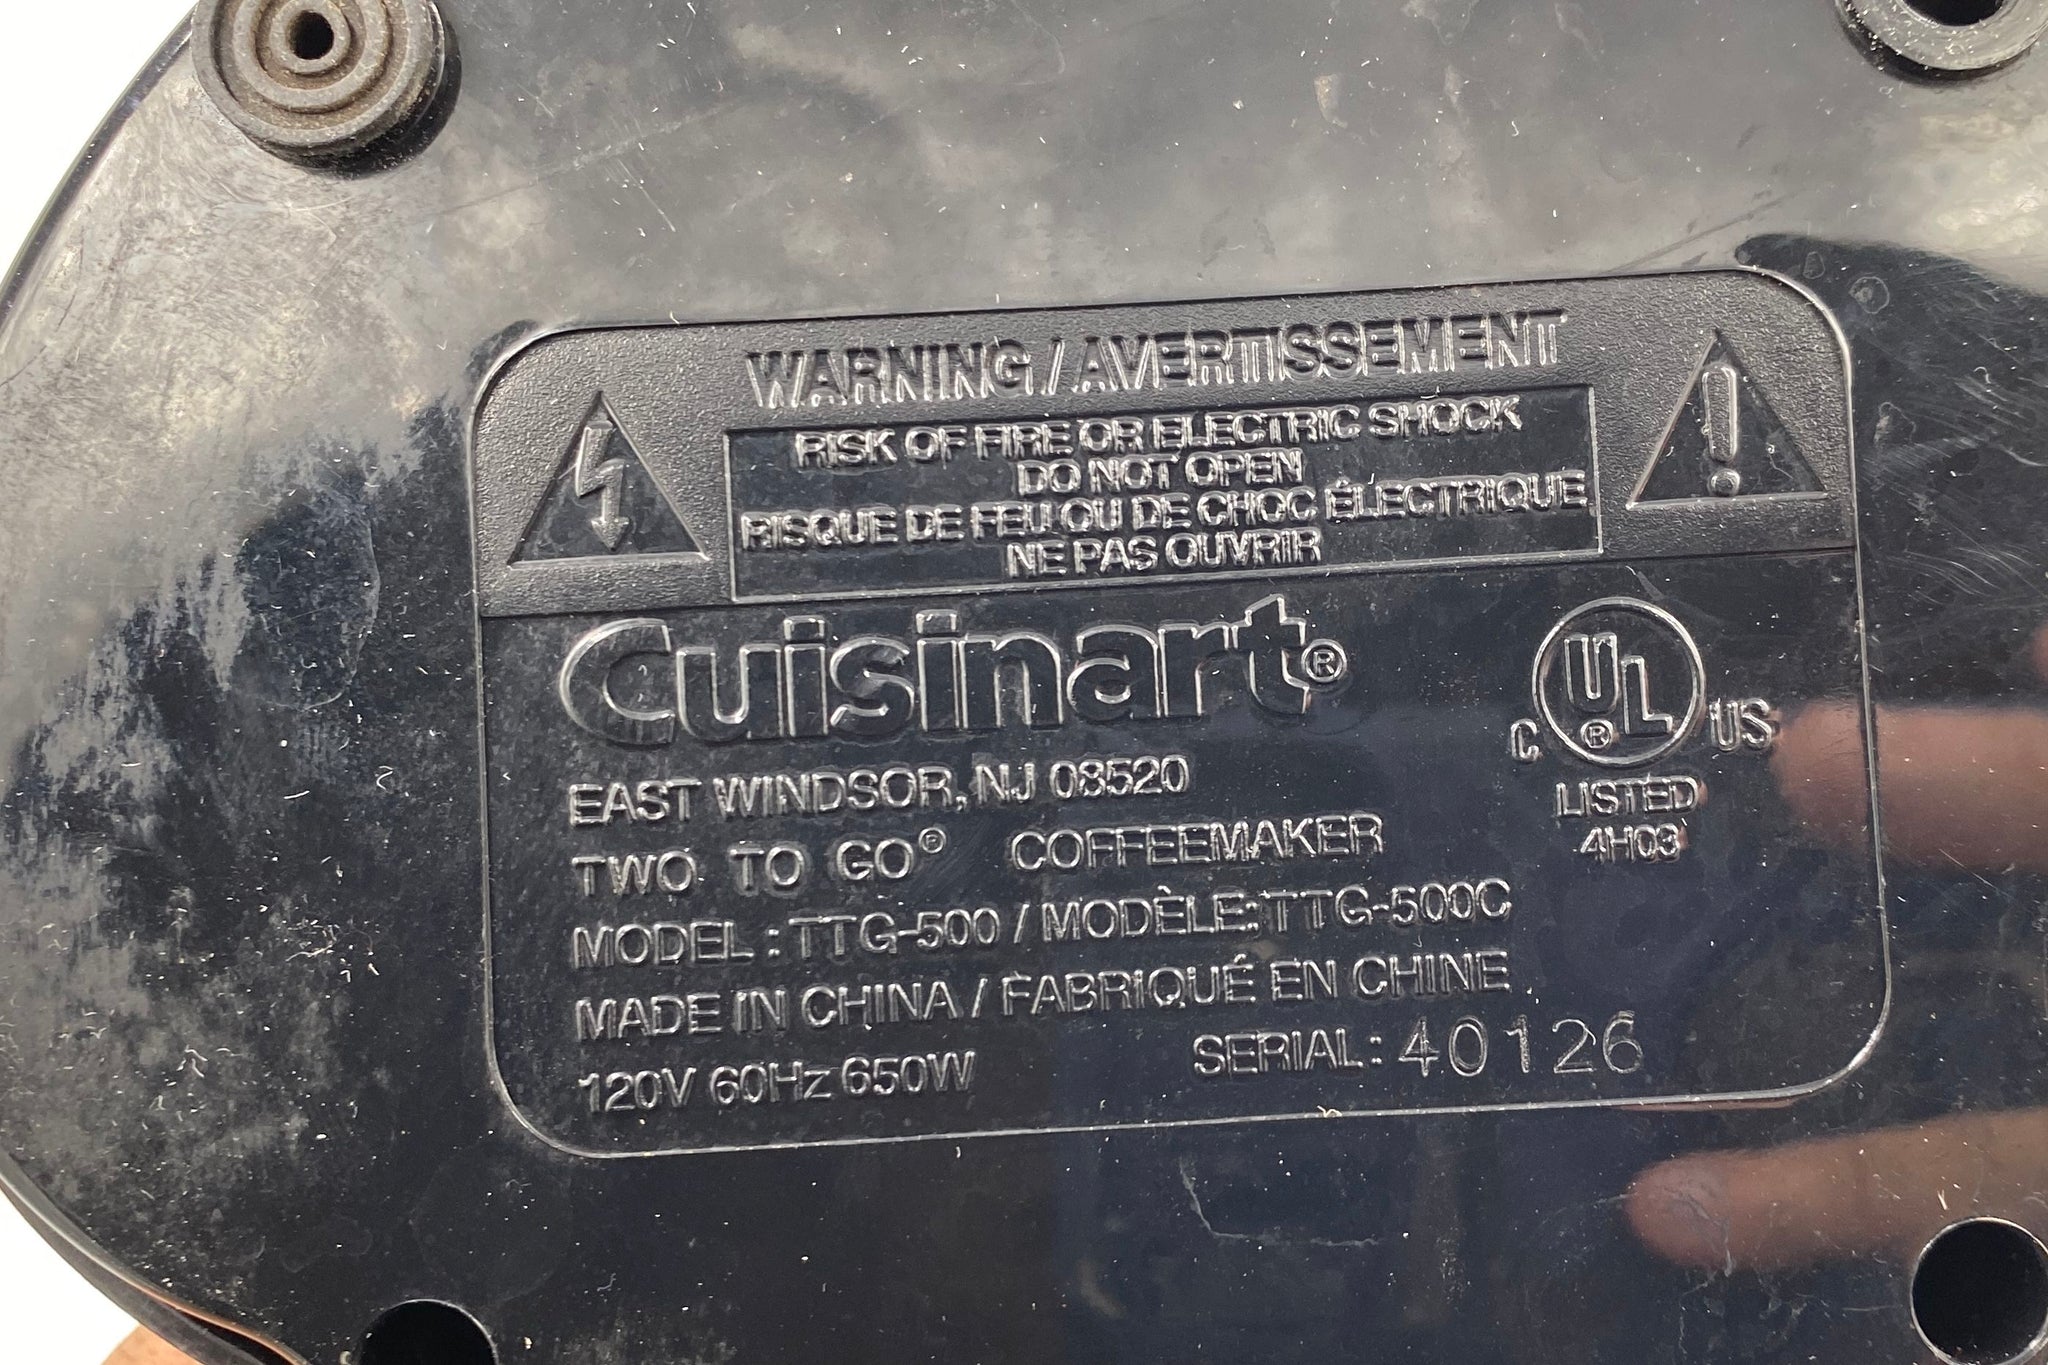 WARNING / AVERTISSEMENT
RISK OF FIRE OR ELECTRIC SHOCK
DO NOT OPEN
RISQUE DE FEU OU DE CHOC ÉLECTRIQUE
NE PAS OUVRIR
Cuisinart®
EAST WINDSOR, NJ 08520
TWO TO GO® COFFEEMAKER
MODEL : TTG-500 / MODÈLE: TTG-500C
MADE IN CHINA / FABRIQUÉ EN CHINE
120V 60Hz 650W
SERIAL: 40126
C UL® US
LISTED
4H03